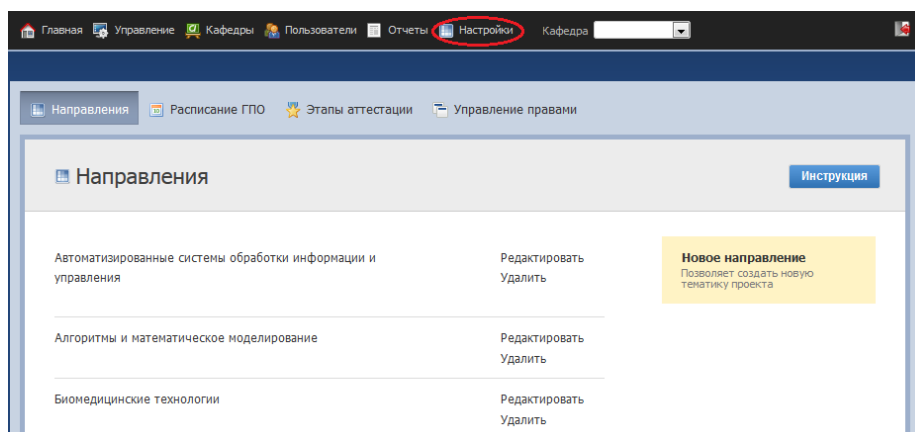 Главная Управление Кафедры Пользователи Отчеты Настройки Кафедра
Направления Расписание ГПО Этапы аттестации Управление правами
Направления Инструкция
Автоматизированные системы обработки информации и Редактировать Новое направление
управления Удалить Позволяет создать новую
тематику проекта
Алгоритмы и математическое моделирование Редактировать
Удалить
Биомедицинские технологии Редактировать
Удалить